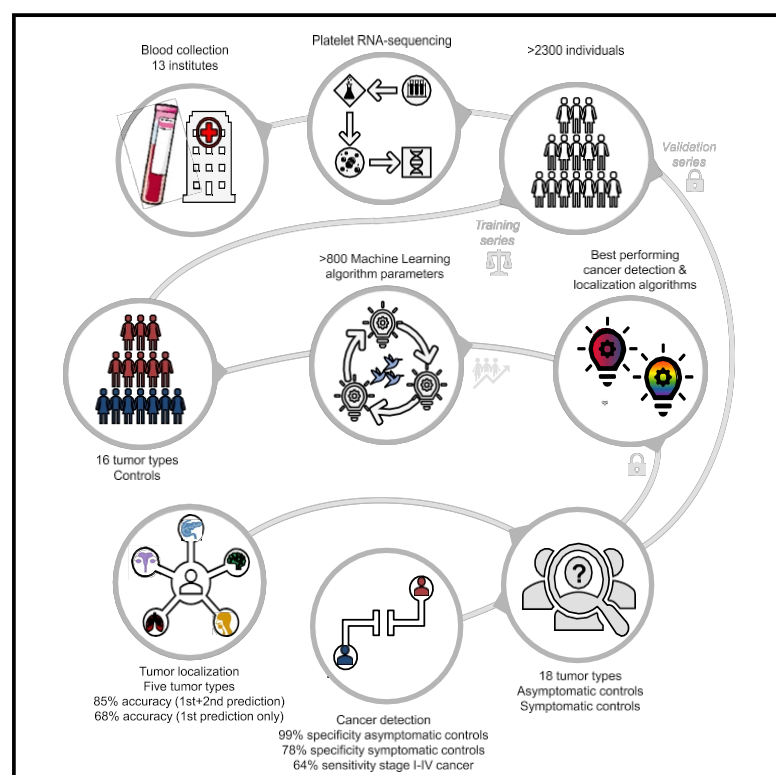 Blood collection
13 institutes
Platelet RNA-sequencing
>2300 individuals
Validation
series
Training
series
>800 Machine Learning
algorithm parameters
Best performing
cancer detection &
localization algorithms
16 tumor types
Controls
?
Tumor localization
Five tumor types
85% accuracy (1st+2nd prediction)
68% accuracy (1st prediction only)
Cancer detection
99% specificity asymptomatic controls
78% specificity symptomatic controls
64% sensitivity stage I-IV cancer
18 tumor types
Asymptomatic controls
Symptomatic controls